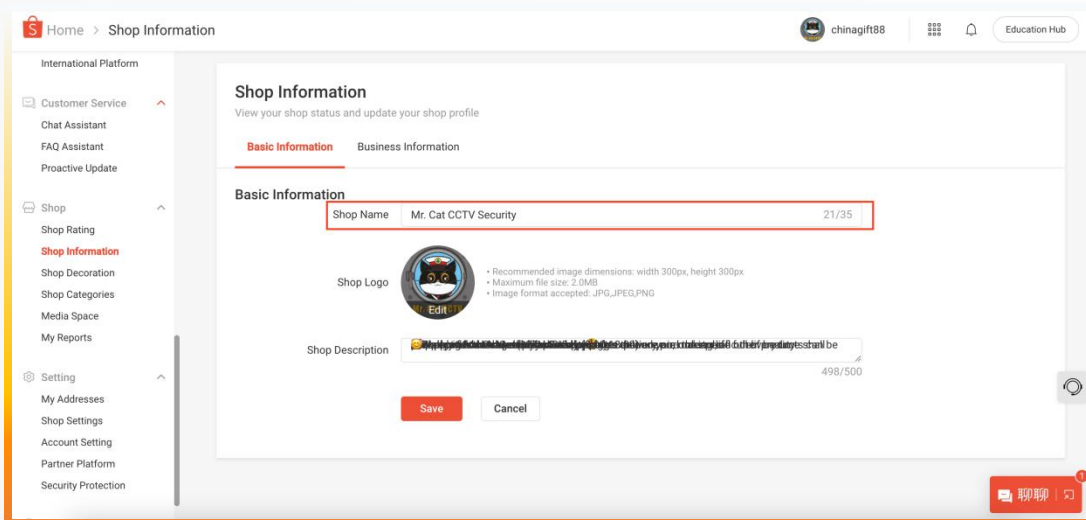 S Home > Shop Information
chinagift88
Education Hub
International Platform
Customer Service
Chat Assistant
FAQ Assistant
Proactive Update
Shop
Shop Rating
Shop Information
Shop Decoration
Shop Categories
Media Space
My Reports
Setting
My Addresses
Shop Settings
Account Setting
Partner Platform
Security Protection
Shop Information
View your shop status and update your shop profile
Basic Information Business Information
Basic Information
Shop Name Mr. Cat CCTV Security 21/35
Shop Logo
Edit
• Recommended image dimensions: width 300px, height 300px
• Maximum file size: 2.0MB
• Image format accepted: JPG,JPEG,PNG
Shop Description
498/500
Save Cancel
聊聊
1